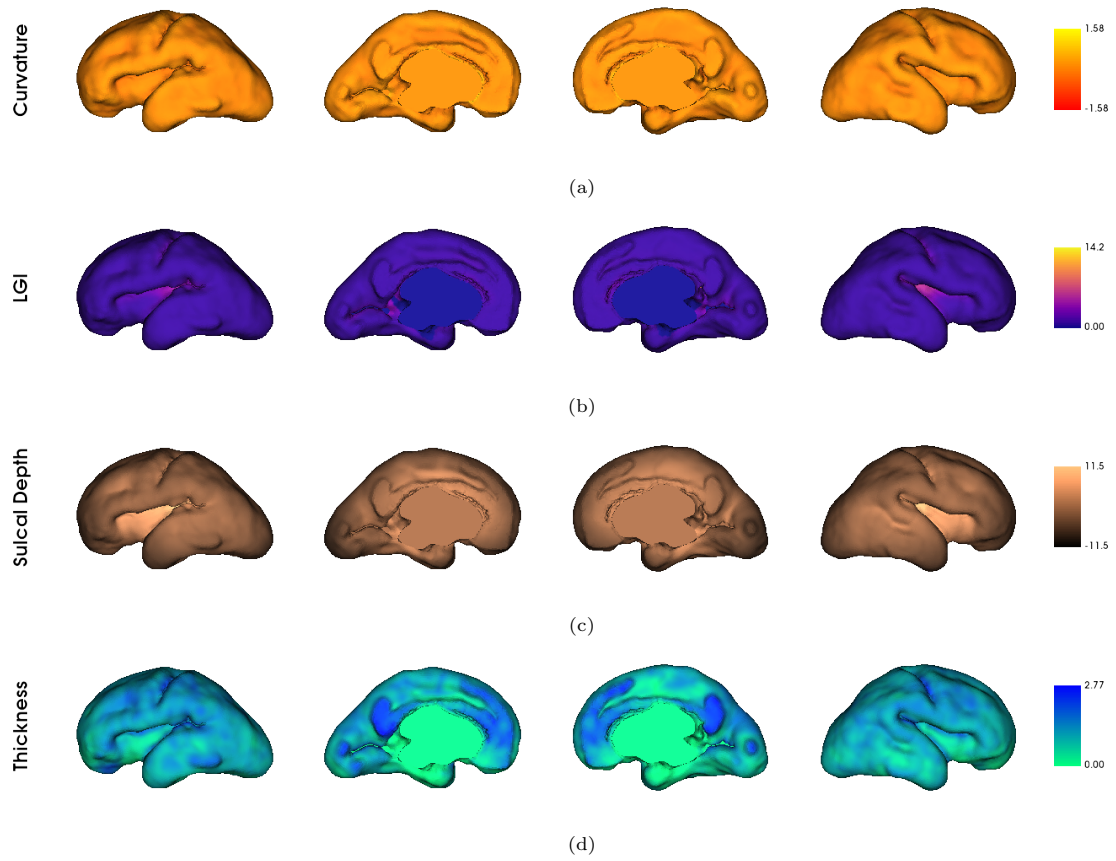 Curvature
1.58
-1.58
(a)
LGI
14.2
0.00
(b)
Sulcal Depth
11.5
-11.5
(c)
Thickness
2.77
0.00
(d)